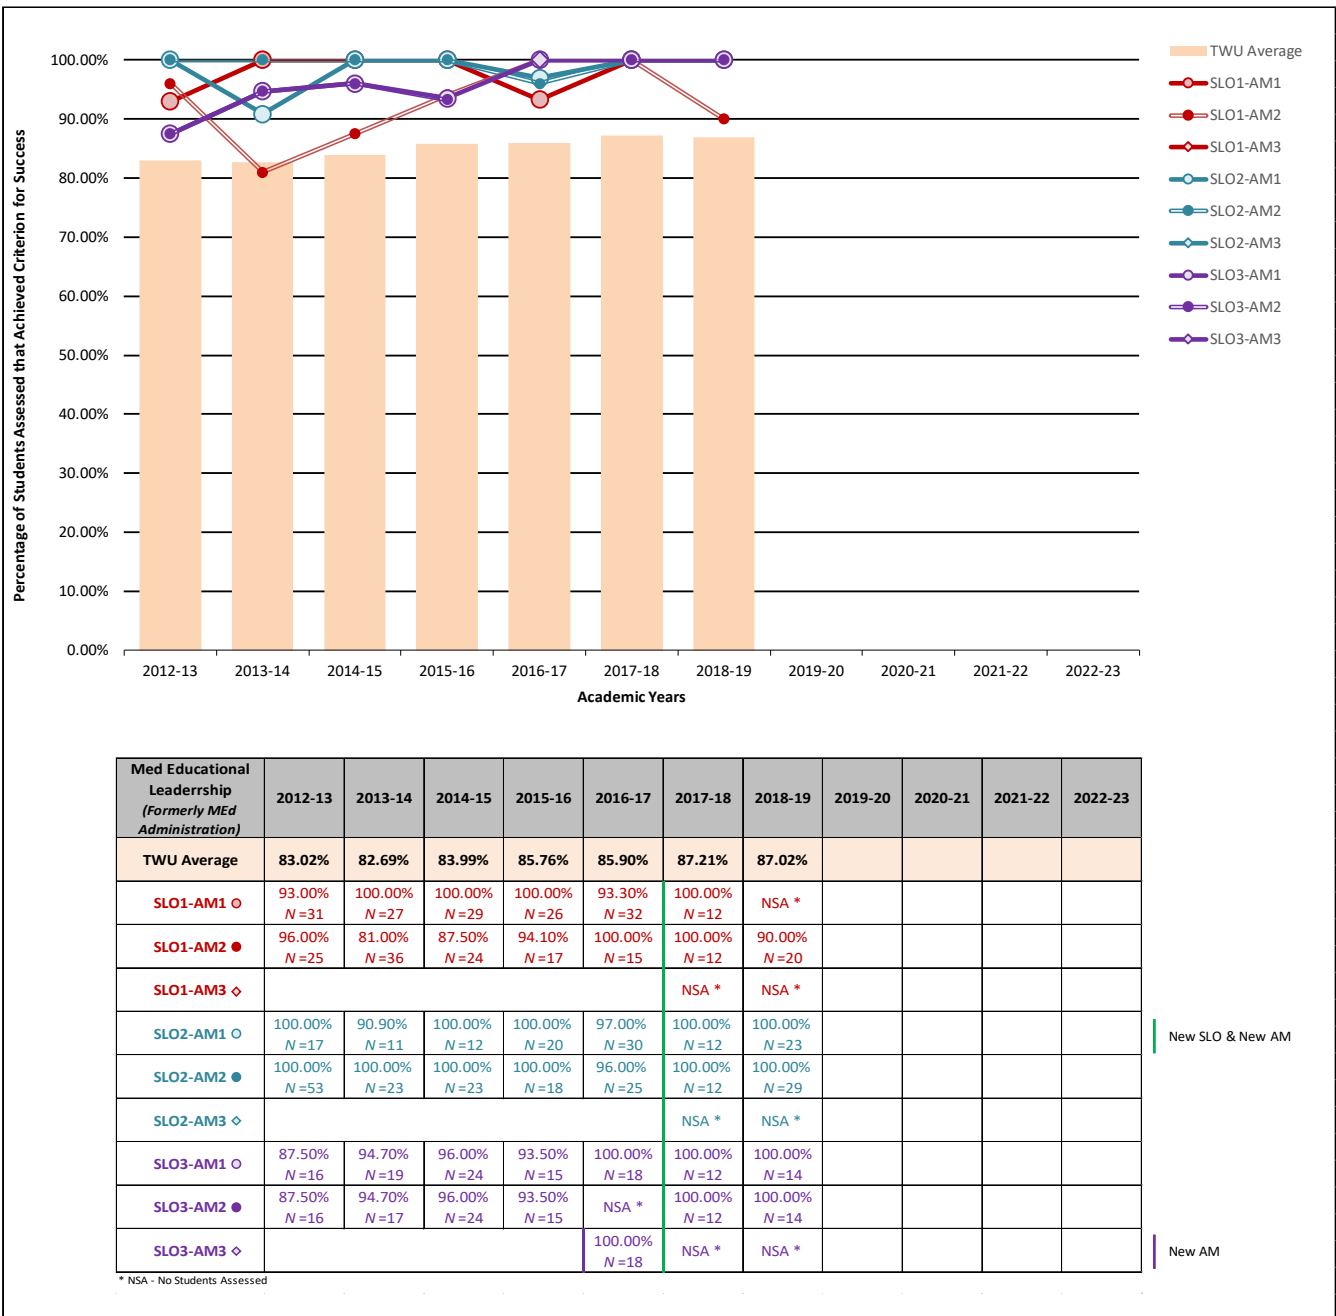 Percentage of Students Assessed that Achieved Criterion for Success
100.00%
90.00%
80.00%
70.00%
60.00%
50.00%
40.00%
30.00%
20.00%
10.00%
0.00%
2012-13 2013-14 2014-15 2015-16 2016-17 2017-18 2018-19 2019-20 2020-21 2021-22 2022-23
Academic Years
TWU Average
SLO1-AM1
SLO1-AM2
SLO1-AM3
SLO2-AM1
SLO2-AM2
SLO2-AM3
SLO3-AM1
SLO3-AM2
SLO3-AM3
Med Educational
Leaderrship
(Formerly MEd
Administration)
2012-13 2013-14 2014-15 2015-16 2016-17 2017-18 2018-19 2019-20 2020-21 2021-22 2022-23
TWU Average 83.02% 82.69% 83.99% 85.76% 85.90% 87.21% 87.02%
SLO1-AM1
93.00% 100.00% 100.00% 100.00% 93.30% 100.00% NSA *
N =31 N =27 N =29 N =26 N =32 N =12
SLO1-AM2
96.00% 81.00% 87.50% 94.10% 100.00% 100.00% 90.00%
N =25 N =36 N =24 N =17 N =15 N =12 N =20
SLO1-AM3 NSA * NSA *
SLO2-AM1
100.00% 90.90% 100.00% 100.00% 97.00% 100.00% 100.00%
N =17 N =11 N =12 N =20 N =30 N =12 N =23
New SLO & New AM
SLO2-AM2
100.00% 100.00% 100.00% 100.00% 96.00% 100.00% 100.00%
N =53 N =23 N =23 N =18 N =25 N =12 N =29
SLO2-AM3 NSA * NSA *
SLO3-AM1
87.50% 94.70% 96.00% 93.50% 100.00% 100.00% 100.00%
N =16 N =19 N =24 N =15 N =18 N =12 N =14
SLO3-AM2
87.50% 94.70% 96.00% 93.50% NSA * 100.00% 100.00%
N =16 N =17 N =24 N =15 N =12 N =14
SLO3-AM3
100.00% NSA * NSA *
N =18
New AM
* NSA - No Students Assessed